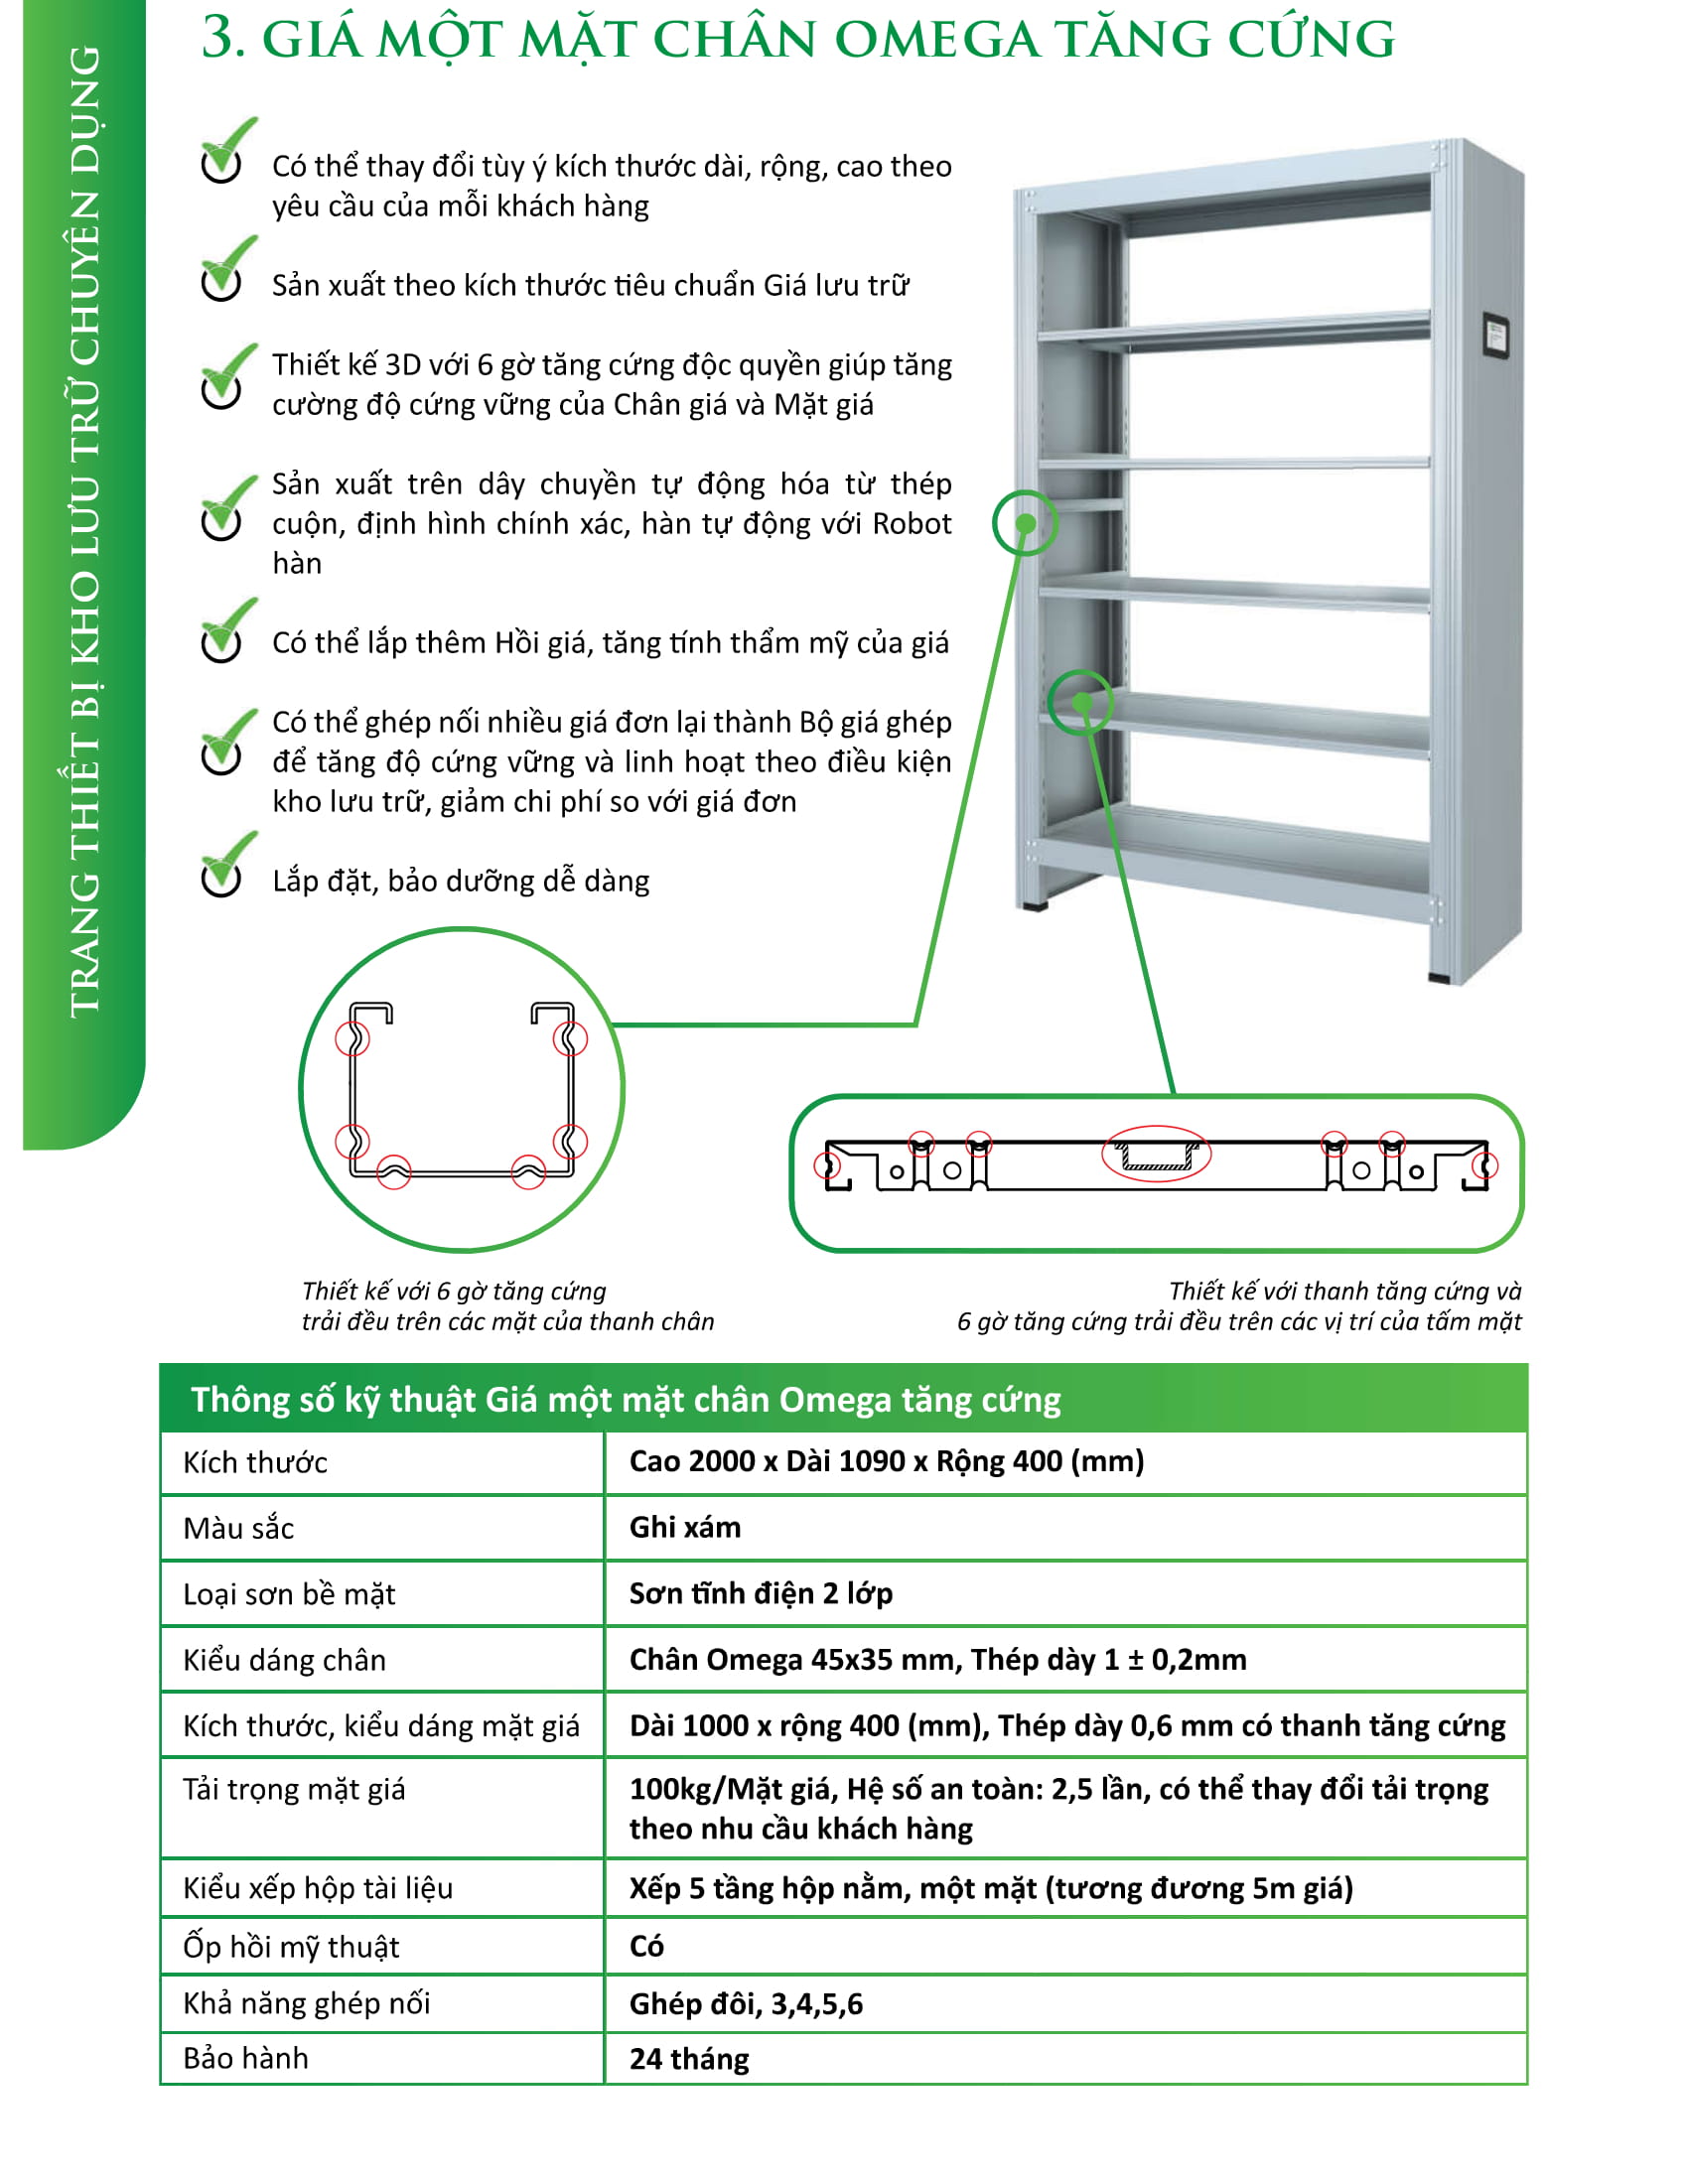 3. GIÁ MỘT MẶT CHÂN OMEGA TĂNG CỨNG
TRANG THIẾT BỊ KHO LƯU TRỮ CHUYÊN DỤNG
Có thể thay đổi tùy ý kích thước dài, rộng, cao theo
yêu cầu của mỗi khách hàng
Sản xuất theo kích thước tiêu chuẩn Giá lưu trữ
Thiết kế 3D với 6 gờ tăng cứng độc quyền giúp tăng
cường độ cứng vững của Chân giá và Mặt giá
Sản xuất trên dây chuyền tự động hóa từ thép
cuộn, định hình chính xác, hàn tự động với Robot
hàn
Có thể lắp thêm Hồi giá, tăng tính thẩm mỹ của giá
Có thể ghép nối nhiều giá đơn lại thành Bộ giá ghép
để tăng độ cứng vững và linh hoạt theo điều kiện
kho lưu trữ, giảm chi phí so với giá đơn
Lắp đặt, bảo dưỡng dễ dàng
Thiết kế với 6 gờ tăng cứng
trải đều trên các mặt của thanh chân
Thiết kế với thanh tăng cứng và
6 gờ tăng cứng trải đều trên các vị trí của tấm mặt
Thông số kỹ thuật Giá một mặt chân Omega tăng cứng
Kích thước Cao 2000 x Dài 1090 x Rộng 400 (mm)
Màu sắc Ghi xám
Loại sơn bề mặt Sơn tĩnh điện 2 lớp
Kiểu dáng chân Chân Omega 45x35 mm, Thép dày 1 ± 0,2mm
Kích thước, kiểu dáng mặt giá Dài 1000 x rộng 400 (mm), Thép dày 0,6 mm có thanh tăng cứng
Tải trọng mặt giá 100kg/Mặt giá, Hệ số an toàn: 2,5 lần, có thể thay đổi tải trọng
theo nhu cầu khách hàng
Kiểu xếp hộp tài liệu Xếp 5 tầng hộp nằm, một mặt (tương đương 5m giá)
Ốp hồi mỹ thuật Có
Khả năng ghép nối Ghép đôi, 3,4,5,6
Bảo hành 24 tháng